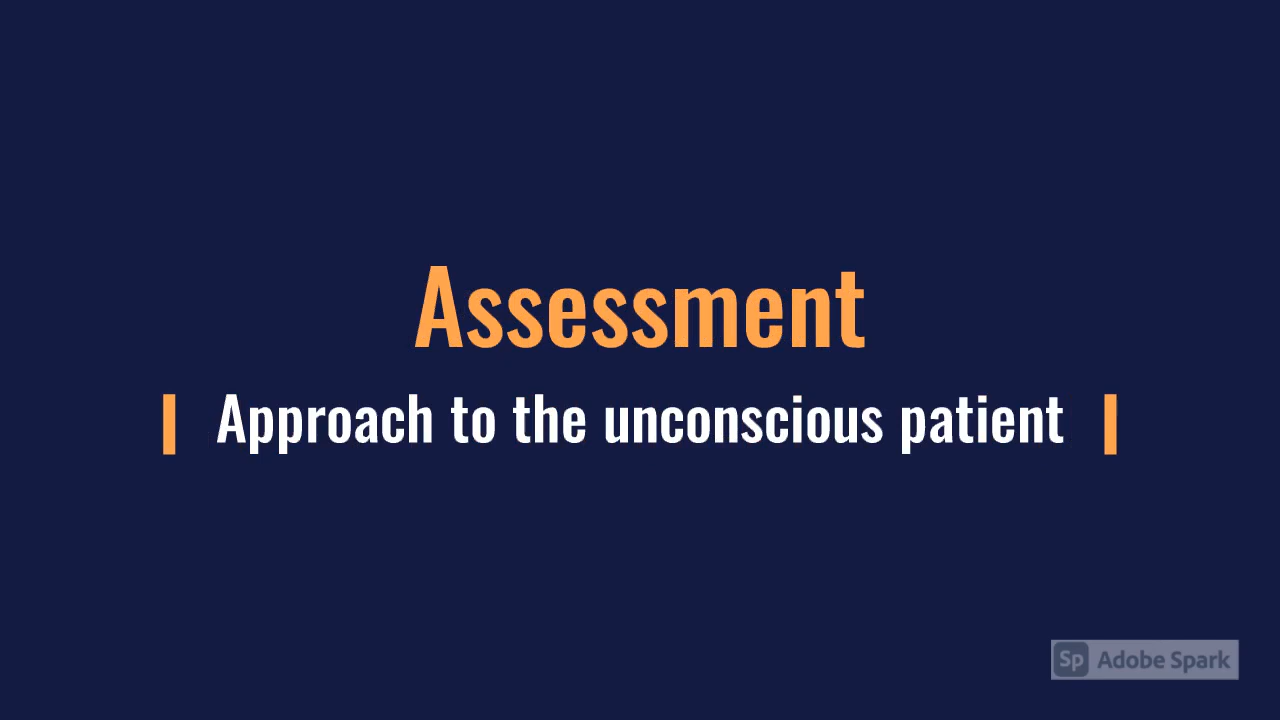 Assessment
Approach to the unconscious patient
Sp Adobe Spark